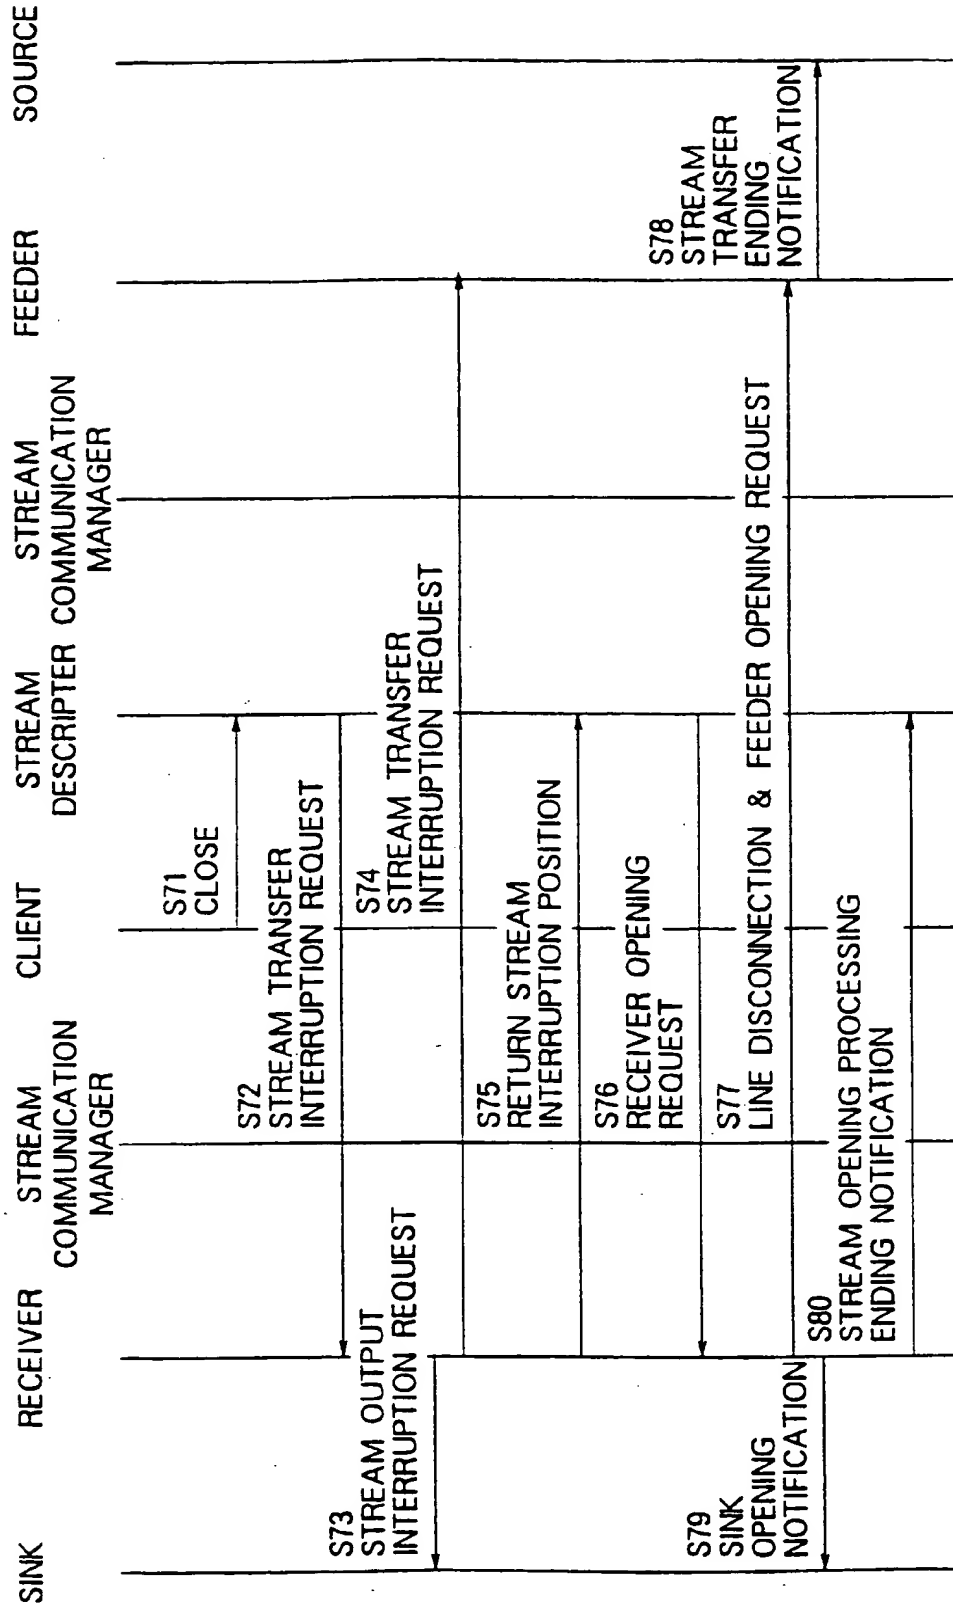 SINK
RECEIVER
STREAM
COMMUNICATION
MANAGER
CLIENT
STREAM
DESCRIPTER
STREAM
COMMUNICATION
MANAGER
FEEDER
SOURCE
S71
CLOSE
S72
STREAM TRANSFER
INTERRUPTION REQUEST
S73
STREAM OUTPUT
INTERRUPTION REQUEST
S74
STREAM TRANSFER
INTERRUPTION REQUEST
S75
RETURN STREAM
INTERRUPTION POSITION
S76
RECEIVER OPENING
REQUEST
S77
LINE DISCONNECTION & FEEDER OPENING REQUEST
S78
STREAM
TRANSFER
ENDING
NOTIFICATION
S79
SINK
OPENING
NOTIFICATION
S80
STREAM OPENING PROCESSING
ENDING NOTIFICATION